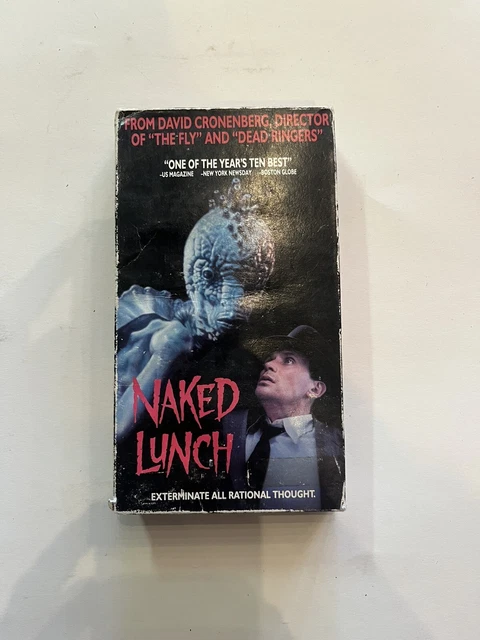 FROM DAVID CRONENBERG, DIRECTOR
OF "THE FLY" AND "DEAD RINGERS"
"ONE OF THE YEAR'S TEN BEST"
-US MAGAZINE -NEW YORK NEWSDAY -BOSTON GLOBE
NAKED
LUNCH
EXTERMINATE ALL RATIONAL THOUGHT.